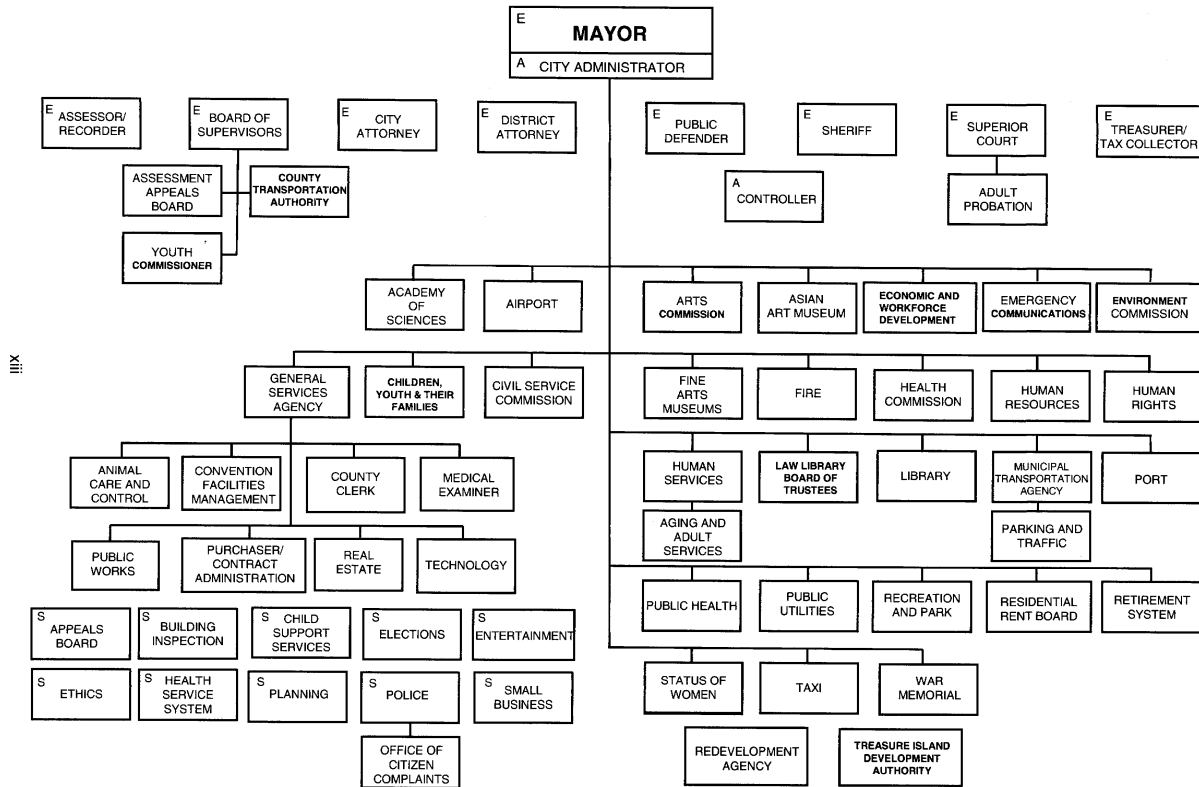 E
MAYOR
A CITY ADMINISTRATOR
E ASSESSOR/
RECORDER
E BOARD OF
SUPERVISORS
E CITY
ATTORNEY
E DISTRICT
ATTORNEY
E PUBLIC
DEFENDER
E SHERIFF
E SUPERIOR
COURT
E TREASURER/
TAX COLLECTOR
ASSESSMENT
APPEALS
BOARD
COUNTY
TRANSPORTATION
AUTHORITY
A CONTROLLER
ADULT
PROBATION
YOUTH
COMMISSIONER
ACADEMY
OF
SCIENCES
AIRPORT
ARTS
COMMISSION
ASIAN
ART MUSEUM
ECONOMIC AND
WORKFORCE
DEVELOPMENT
EMERGENCY
COMMUNICATIONS
ENVIRONMENT
COMMISSION
xiii
GENERAL
SERVICES
AGENCY
CHILDREN,
YOUTH & THEIR
FAMILIES
CIVIL SERVICE
COMMISSION
FINE
ARTS
MUSEUMS
FIRE
HEALTH
COMMISSION
HUMAN
RESOURCES
HUMAN
RIGHTS
ANIMAL
CARE AND
CONTROL
CONVENTION
FACILITIES
MANAGEMENT
COUNTY
CLERK
MEDICAL
EXAMINER
HUMAN
SERVICES
LAW LIBRARY
BOARD OF
TRUSTEES
LIBRARY
MUNICIPAL
TRANSPORTATION
AGENCY
PORT
AGING AND
ADULT
SERVICES
PARKING AND
TRAFFIC
PUBLIC
WORKS
PURCHASER/
CONTRACT
ADMINISTRATION
REAL
ESTATE
TECHNOLOGY
PUBLIC HEALTH
PUBLIC
UTILITIES
RECREATION
AND PARK
RESIDENTIAL
RENT BOARD
RETIREMENT
SYSTEM
S APPEALS
BOARD
S BUILDING
INSPECTION
S CHILD
SUPPORT
SERVICES
S ELECTIONS
S ENTERTAINMENT
S ETHICS
S HEALTH
SERVICE
SYSTEM
S PLANNING
S POLICE
S SMALL
BUSINESS
STATUS OF
WOMEN
TAXI
WAR
MEMORIAL
OFFICE OF
CITIZEN
COMPLAINTS
REDEVELOPMENT
AGENCY
TREASURE ISLAND
DEVELOPMENT
AUTHORITY